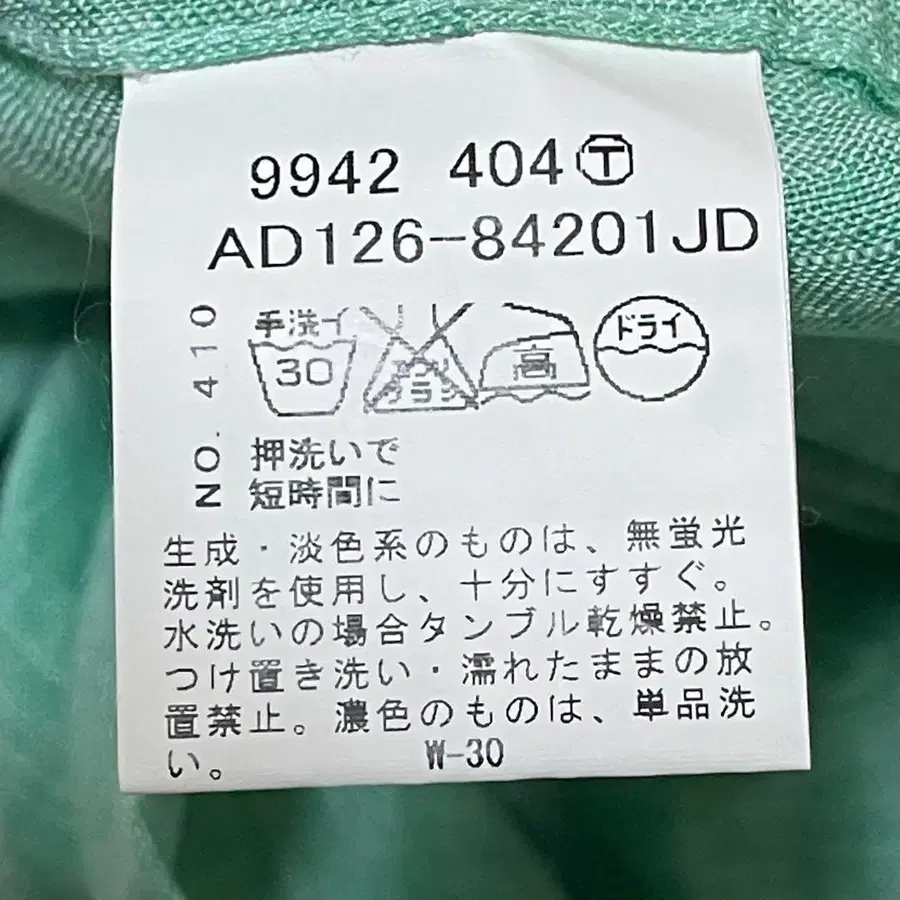 9942 404 Ⓣ
AD126-84201JD
NO. 410
手洗イ
30
高
ドライ
押洗いで
短時間に
生成・淡色系のものは、無蛍光
洗剤を使用し、十分にすすぐ。
水洗いの場合タンブル乾燥禁止。
つけ置き洗い・濡れたままの放
置禁止。濃色のものは、単品洗
い。
W-30